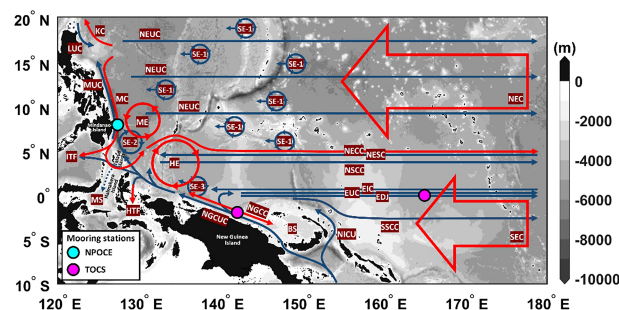 20° N
15° N
10° N
5° N
0° N
5° S
10° S
120° E
130° E
140° E
150° E
160° E
170° E
180° E
(m)
0
-2000
-4000
-6000
-8000
-10000
KC
NEUC
SE-1
LUC
SE-1
SE-1
NEUC
MUC
SE-1
MC
NEUC
SE-1
NEC
ME
SE-1
Mindanao
Island
SE-2
SE-1
NECC
NESC
ITF
HE
NSCC
SE-3
EIC
EUC
EDJ
MS
HTF
NGCC
NGCUC
BS
NICU
SSCC
SEC
New Guinea
Island
Mooring stations
NPOCE
TOCS